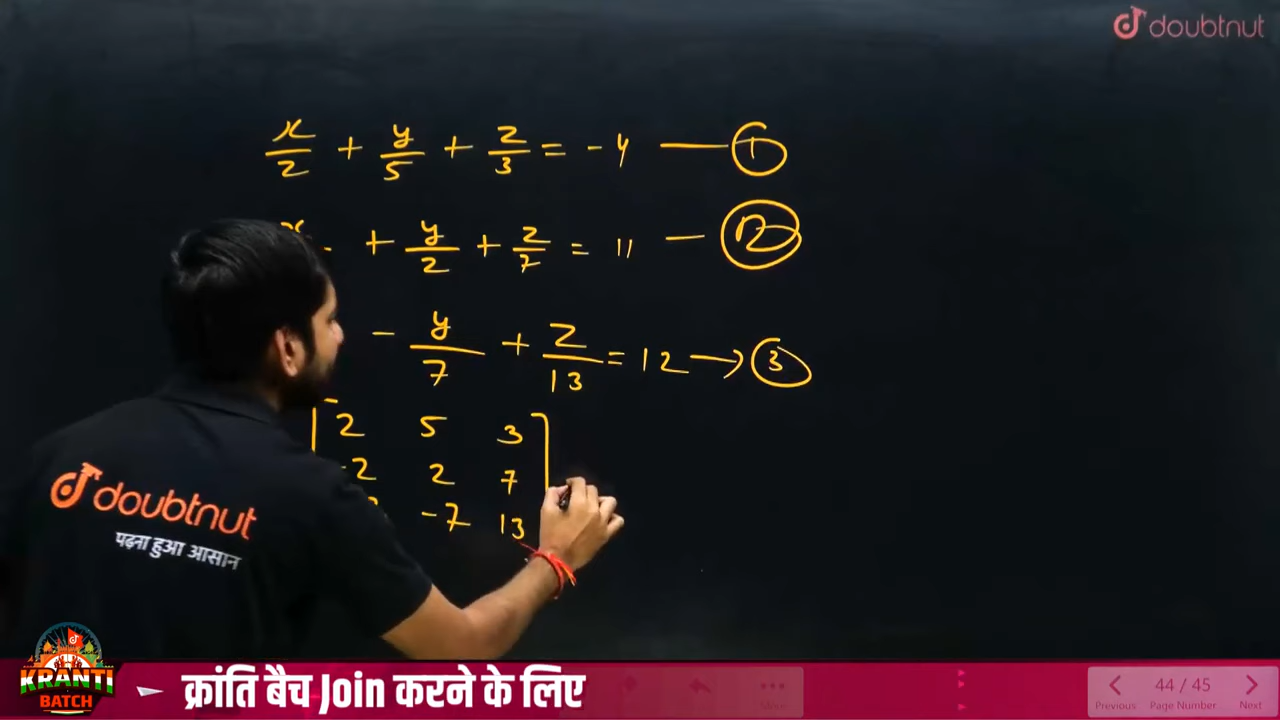 doubtnut
x/2 + y/5 + z/3 = -4 — ①
+ y/2 + z/7 = 11 — ②
- y/7 + z/13 = 12 → ③
2 5 3
-2 2 7
-7 13
doubtnut
पढ़ना हुआ आसान
KRANTI
BATCH
क्रांति बैच Join करने के लिए
44 / 45
Previous Page Number Next